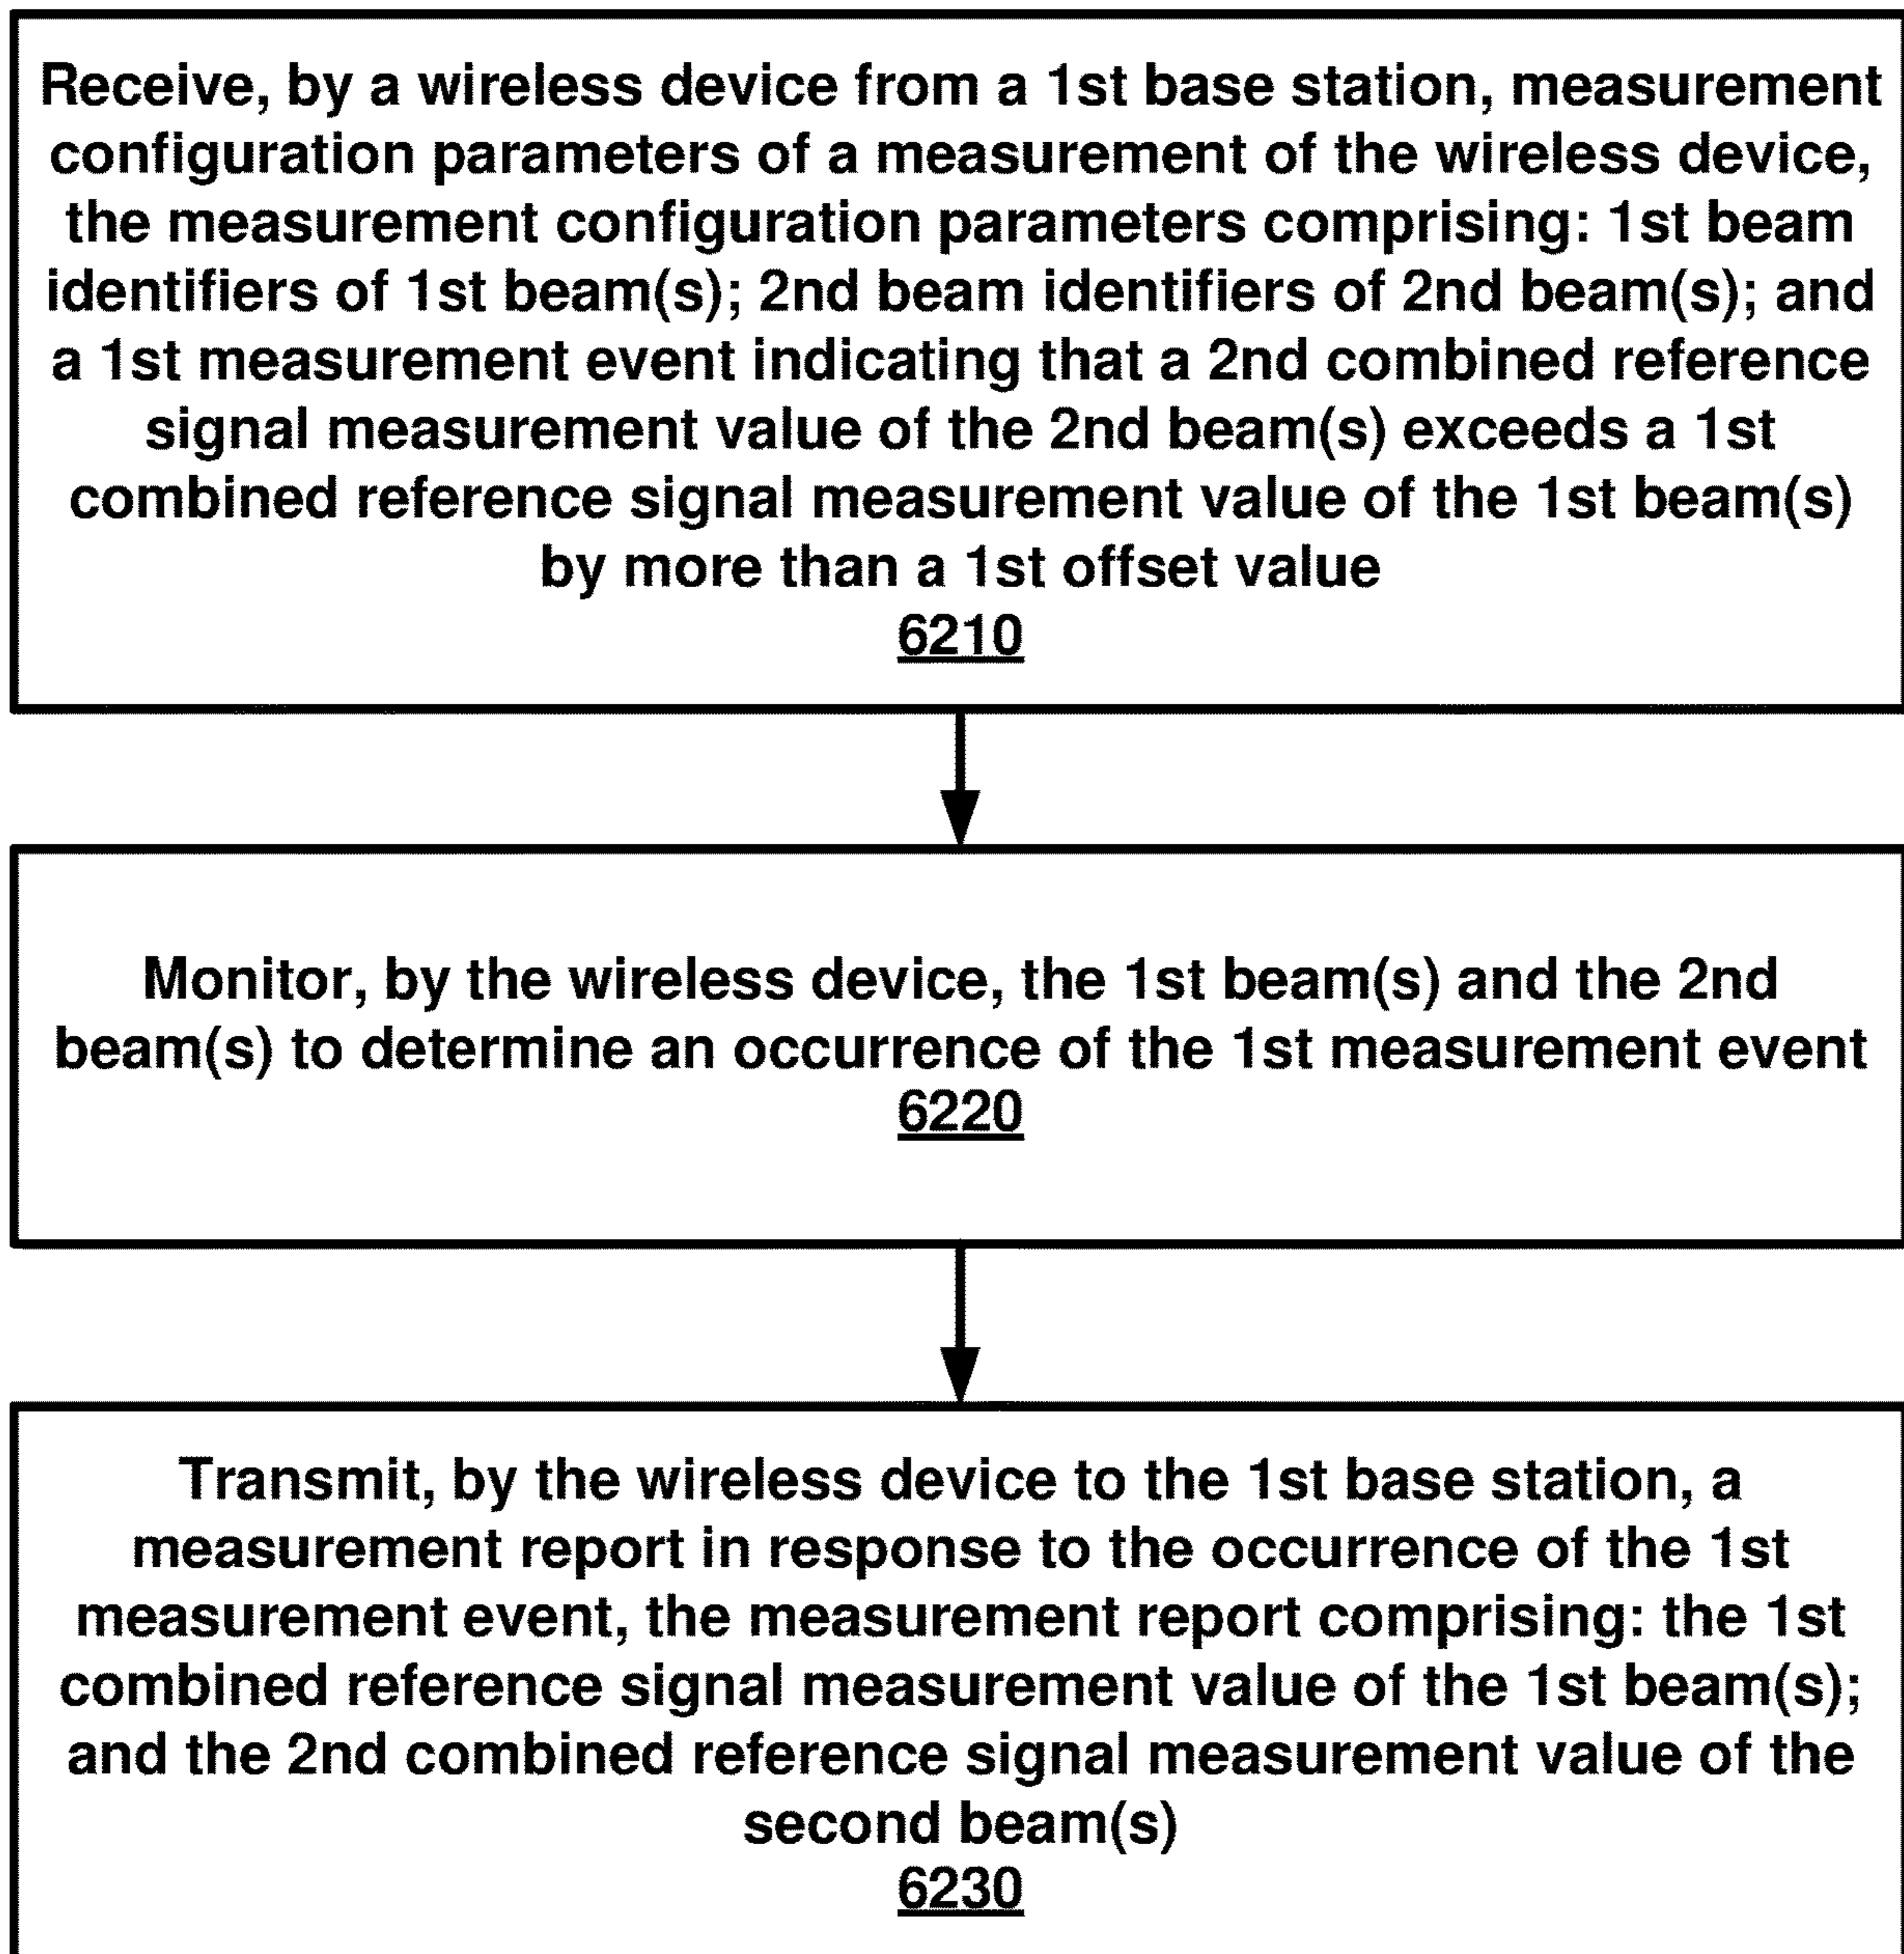 Receive, by a wireless device from a 1st base station, measurement
configuration parameters of a measurement of the wireless device,
the measurement configuration parameters comprising: 1st beam
identifiers of 1st beam(s); 2nd beam identifiers of 2nd beam(s); and
a 1st measurement event indicating that a 2nd combined reference
signal measurement value of the 2nd beam(s) exceeds a 1st
combined reference signal measurement value of the 1st beam(s)
by more than a 1st offset value
6210
Monitor, by the wireless device, the 1st beam(s) and the 2nd
beam(s) to determine an occurrence of the 1st measurement event
6220
Transmit, by the wireless device to the 1st base station, a
measurement report in response to the occurrence of the 1st
measurement event, the measurement report comprising: the 1st
combined reference signal measurement value of the 1st beam(s);
and the 2nd combined reference signal measurement value of the
second beam(s)
6230